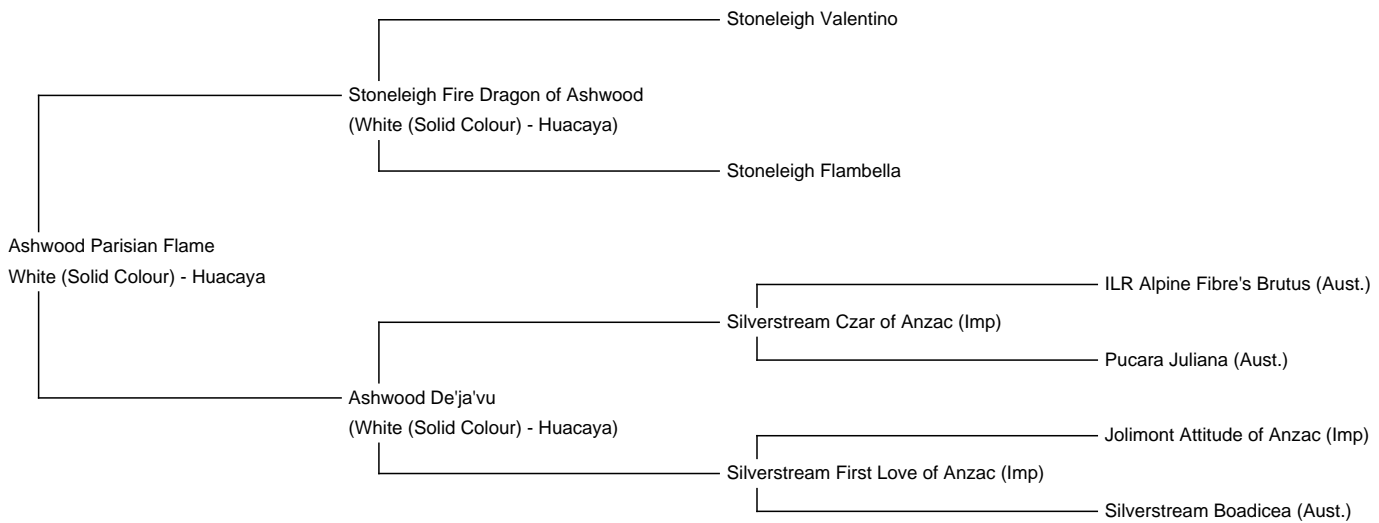 Stoneleigh Valentino
Stoneleigh Fire Dragon of Ashwood
(White (Solid Colour) - Huacaya)
Stoneleigh Flambella
Ashwood Parisian Flame
White (Solid Colour) - Huacaya
ILR Alpine Fibre's Brutus (Aust.)
Silverstream Czar of Anzac (Imp)
Pucara Juliana (Aust.)
Ashwood De'ja'vu
(White (Solid Colour) - Huacaya)
Jolimont Attitude of Anzac (Imp)
Silverstream First Love of Anzac (Imp)
Silverstream Boadicea (Aust.)